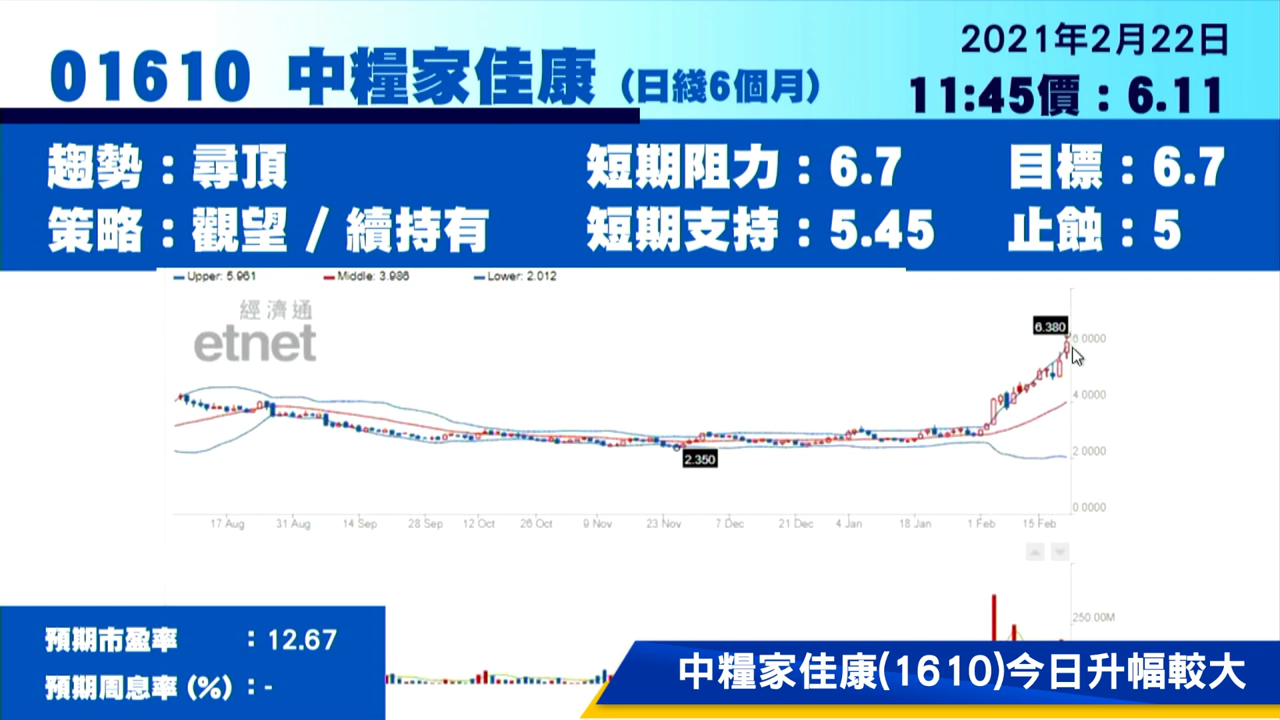 01610 中糧家佳康 (日綫6個月)
2021年2月22日
11:45價：6.11
趨勢：尋頂
短期阻力：6.7
目標：6.7
策略：觀望 / 續持有
短期支持：5.45
止蝕：5
Upper: 5.961 Middle: 3.986 Lower: 2.012
經濟通
etnet
6.380
6.0000
4.0000
2.350
2.0000
0.0000
17 Aug 31 Aug 14 Sep 28 Sep 12 Oct 26 Oct 9 Nov 23 Nov 7 Dec 21 Dec 4 Jan 18 Jan 1 Feb 15 Feb
250.00M
預期市盈率 ：12.67
預期周息率 (%)：-
中糧家佳康(1610)今日升幅較大